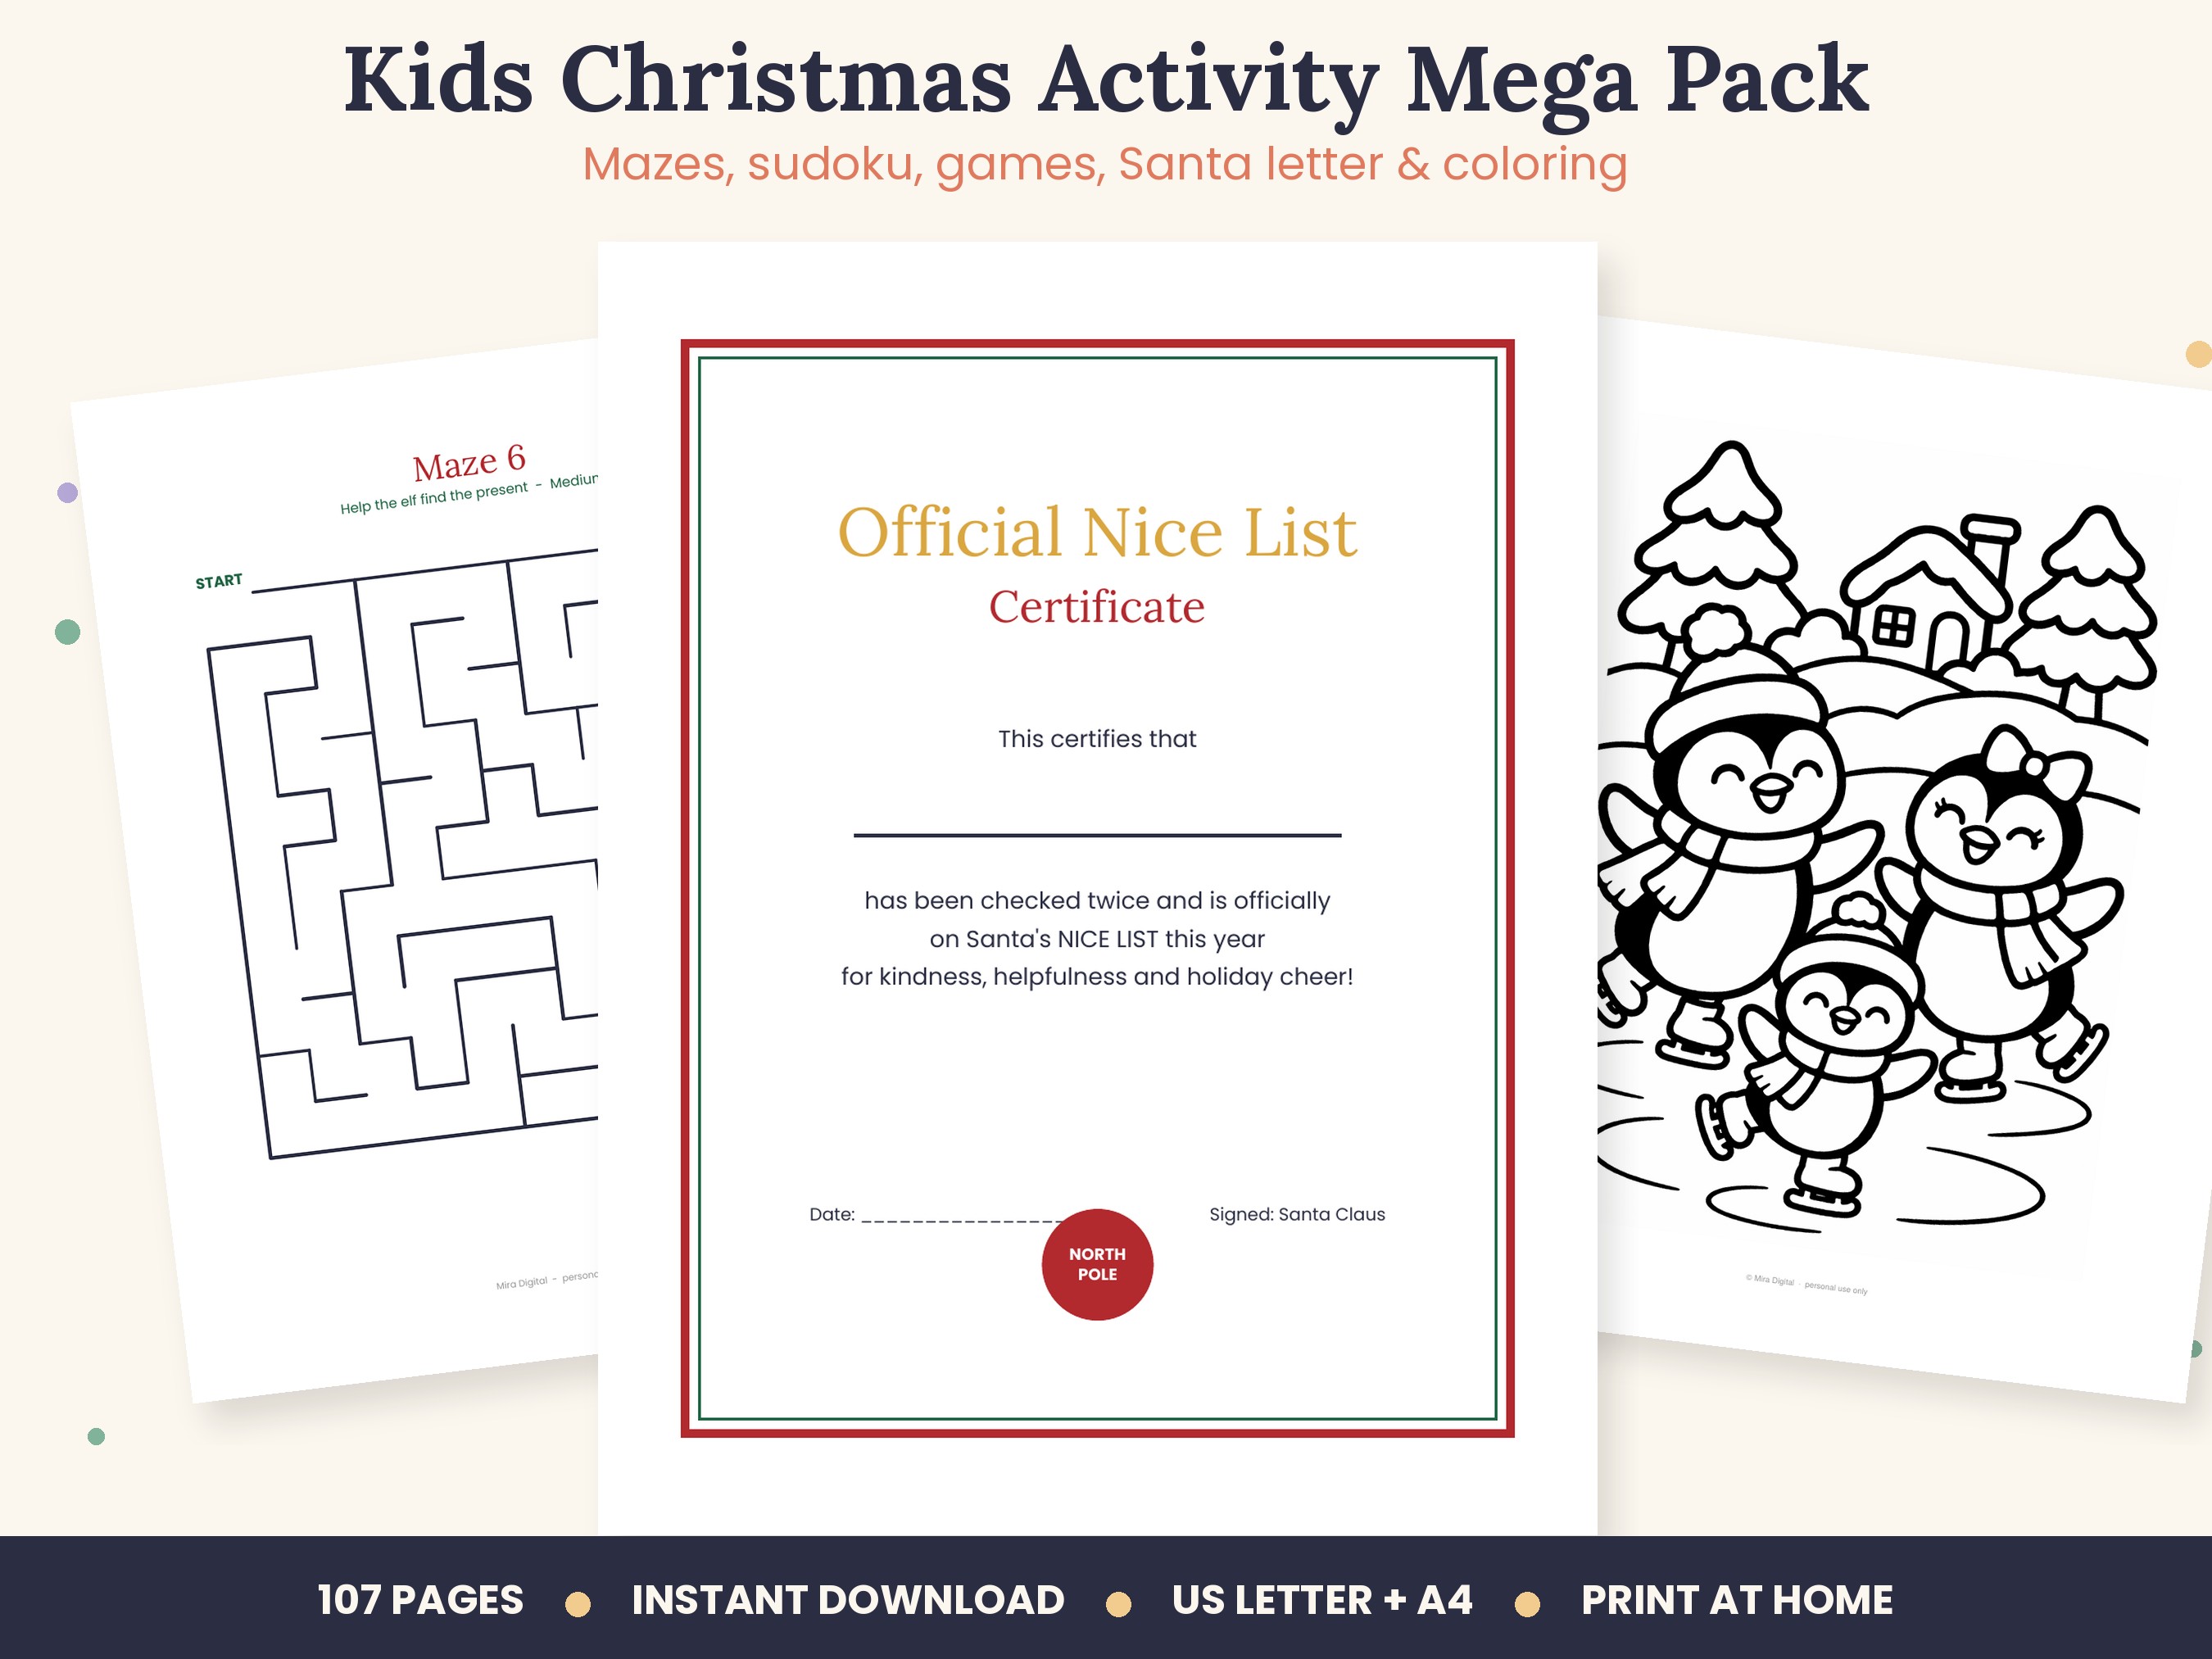 Kids Christmas Activity Mega Pack
Mazes, sudoku, games, Santa letter & coloring
Maze 6
Help the elf find the present -
START
Mira Digital -
Official Nice List
Certificate
This certifies that
has been checked twice and is officially
on Santa's NICE LIST this year
for kindness, helpfulness and holiday cheer!
Date: ________________
Signed: Santa Claus
NORTH
POLE
© Mira Digital · personal use only
107 PAGES
INSTANT DOWNLOAD
US LETTER + A4
PRINT AT HOME